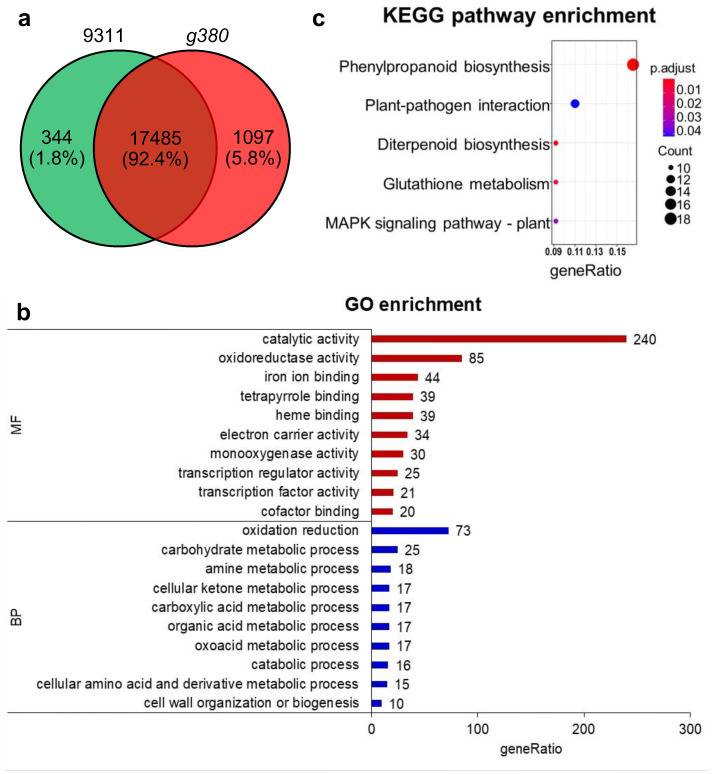 a
9311
g380
344
(1.8%)
17485
(92.4%)
1097
(5.8%)
c
KEGG pathway enrichment
Phenylpropanoid biosynthesis
Plant-pathogen interaction
Diterpenoid biosynthesis
Glutathione metabolism
MAPK signaling pathway - plant
0.09 0.11 0.13 0.15
geneRatio
p.adjust
0.01
0.02
0.03
0.04
Count
10
12
14
16
18
b
GO enrichment
MF
catalytic activity 240
oxidoreductase activity 85
iron ion binding 44
tetrapyrrole binding 39
heme binding 39
electron carrier activity 34
monooxygenase activity 30
transcription regulator activity 25
transcription factor activity 21
cofactor binding 20
BP
oxidation reduction 73
carbohydrate metabolic process 25
amine metabolic process 18
cellular ketone metabolic process 17
carboxylic acid metabolic process 17
organic acid metabolic process 17
oxoacid metabolic process 17
catabolic process 16
cellular amino acid and derivative metabolic process 15
cell wall organization or biogenesis 10
0 100 200 300
geneRatio